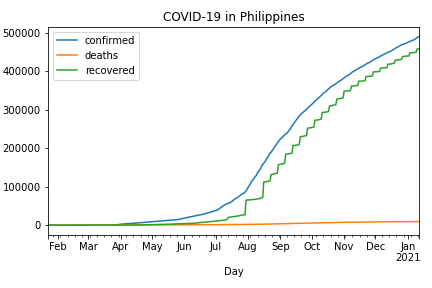 COVID-19 in Philippines
confirmed
deaths
recovered
500000
400000
300000
200000
100000
0
Feb Mar Apr May Jun Jul Aug Sep Oct Nov Dec Jan
2021
Day